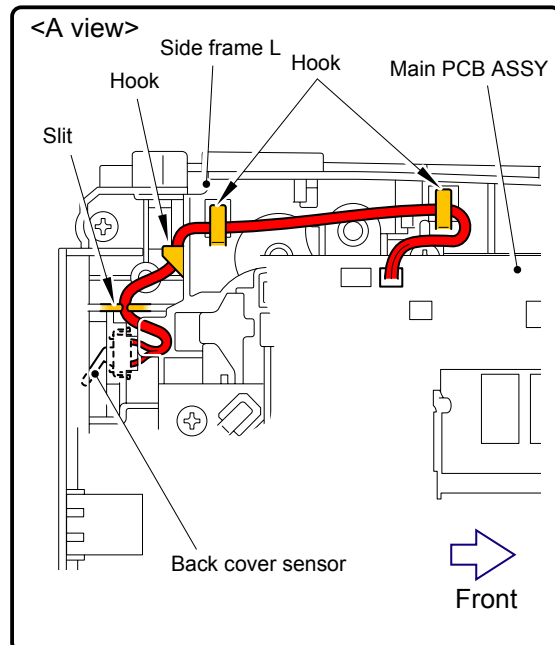 <A view>
Side frame L
Hook
Main PCB ASSY
Hook
Slit
Back cover sensor
Front